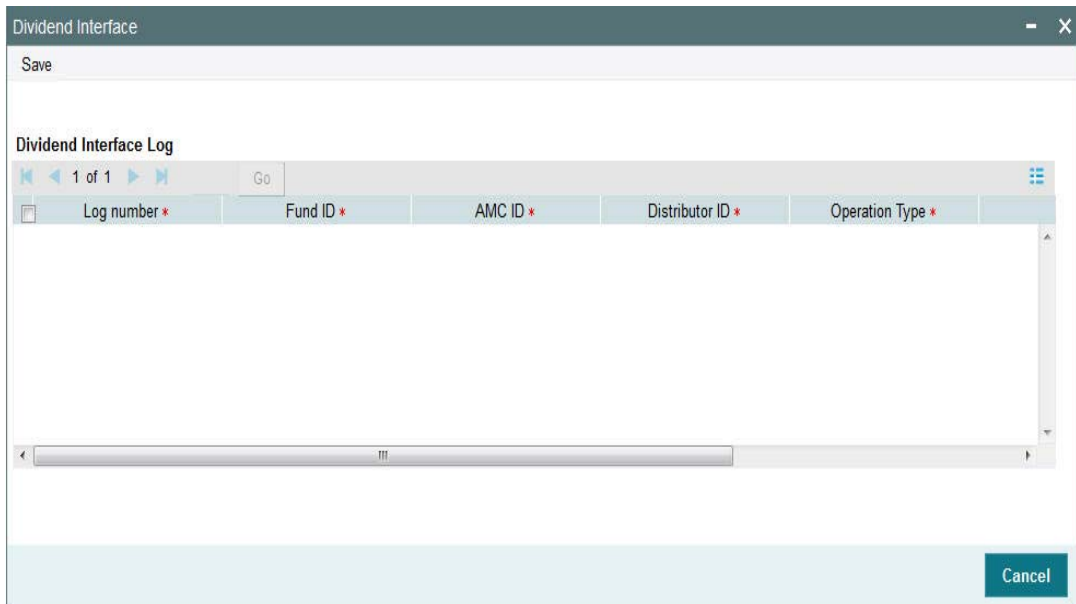 Dividend Interface
Save
Dividend Interface Log
1 of 1 Go
Log number * Fund ID * AMC ID * Distributor ID * Operation Type *
Cancel